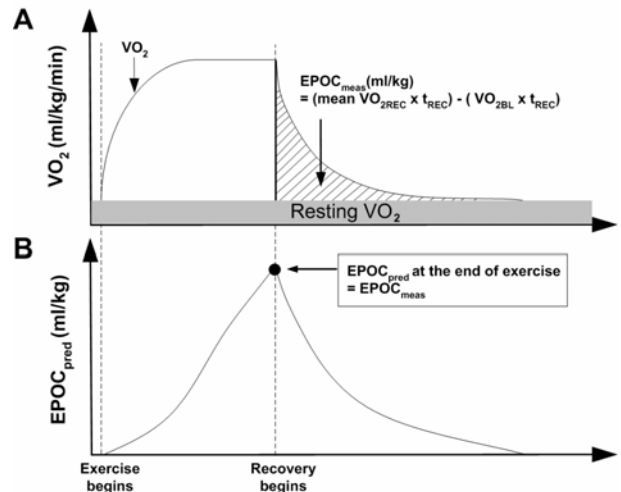 A
VO₂
VO₂ (ml/kg/min)
EPOCₘₑₐₛ(ml/kg)
= (mean VO₂REC x tREC) - ( VO₂BL x tREC)
Resting VO₂
B
EPOCpred(ml/kg)
EPOCpred at the end of exercise
= EPOCmeas
Exercise
begins
Recovery
begins